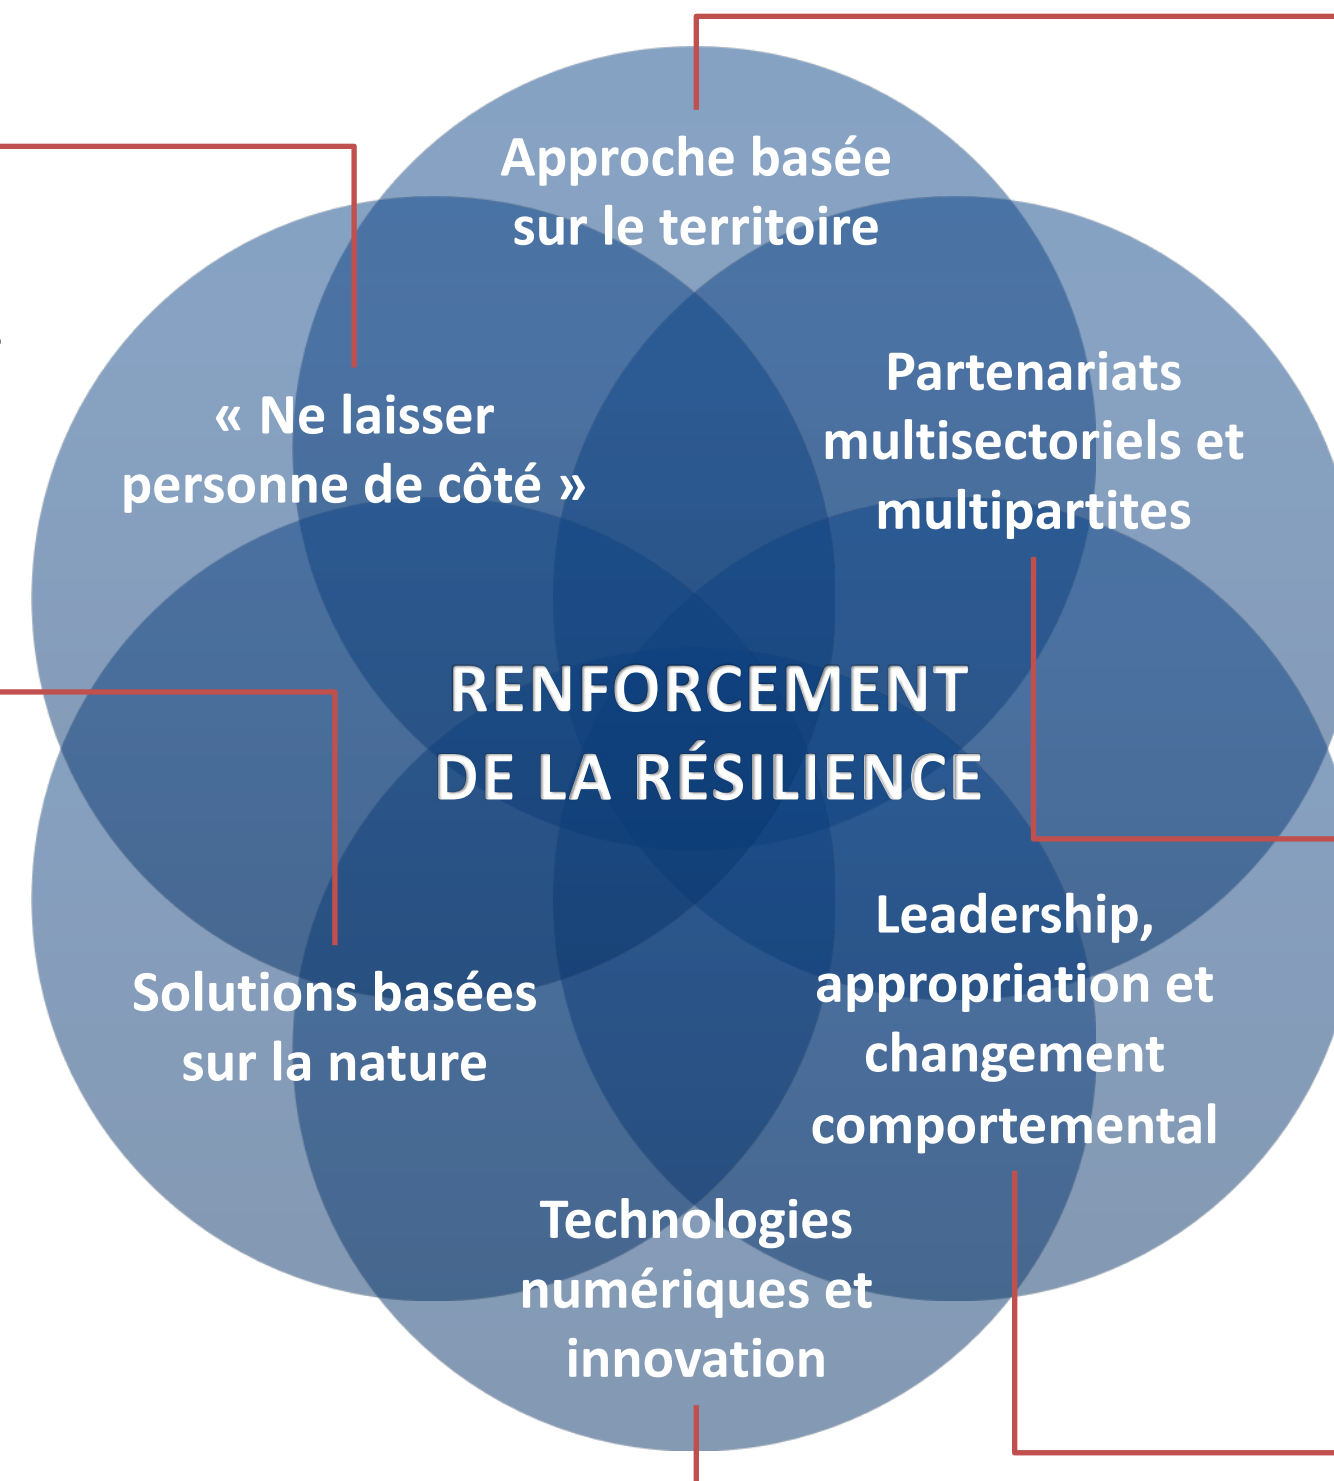 Approche basée
sur le territoire
« Ne laisser
personne de côté »
Partenariats
multisectoriels et
multipartites
RENFORCEMENT
DE LA RÉSILIENCE
Solutions basées
sur la nature
Leadership,
appropriation et
changement
comportemental
Technologies
numériques et
innovation